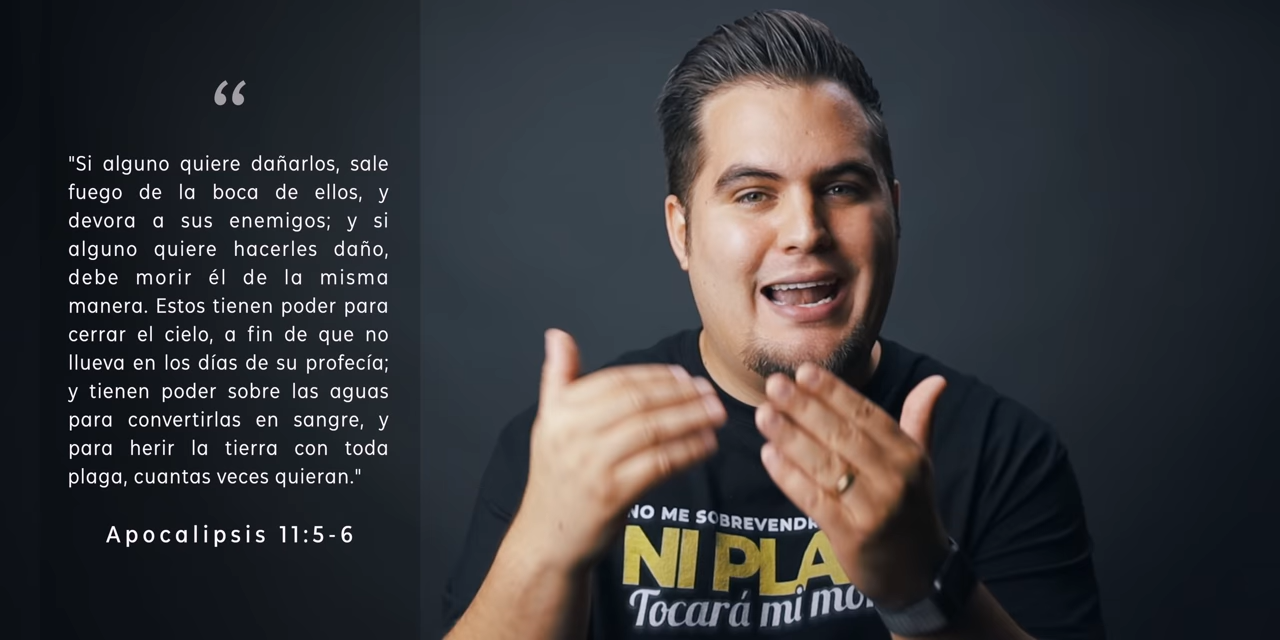 “
"Si alguno quiere dañarlos, sale
fuego de la boca de ellos, y
devora a sus enemigos; y si
alguno quiere hacerles daño,
debe morir él de la misma
manera. Estos tienen poder para
cerrar el cielo, a fin de que no
llueva en los días de su profecía;
y tienen poder sobre las aguas
para convertirlas en sangre, y
para herir la tierra con toda
plaga, cuantas veces quieran."
Apocalipsis 11:5-6
NO ME
NI
Tocará mi